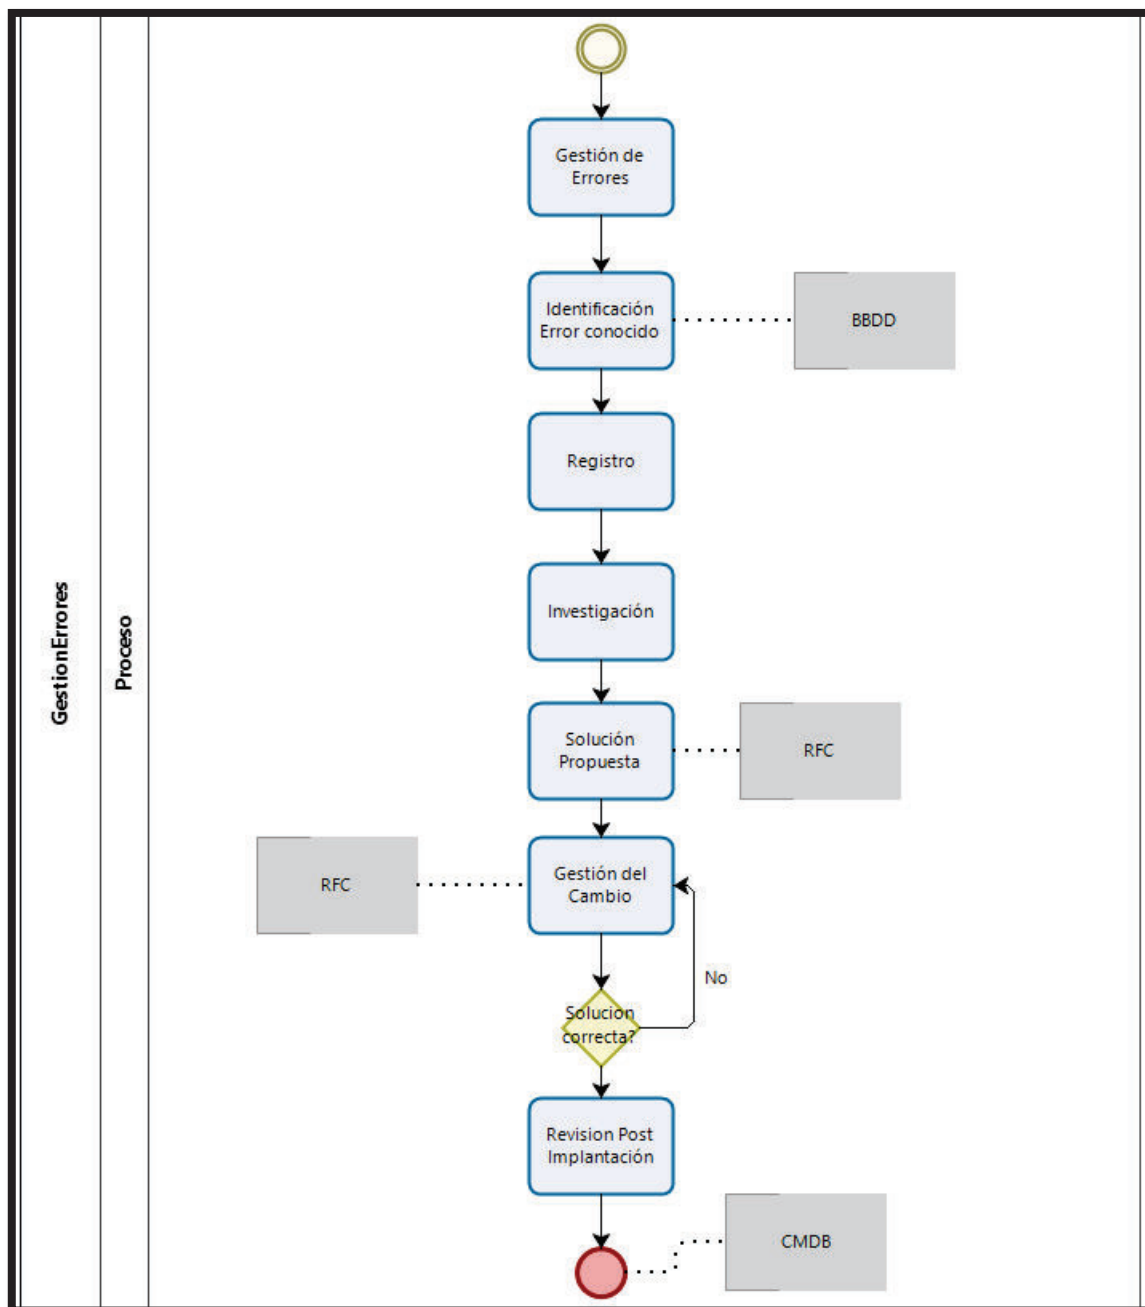 GestionErrores
Proceso
Gestión de
Errores
Identificación
Error conocido
BBDD
Registro
Investigación
Solución
Propuesta
RFC
RFC
Gestión del
Cambio
No
Solucion
correcta?
Revision Post
Implantación
CMDB